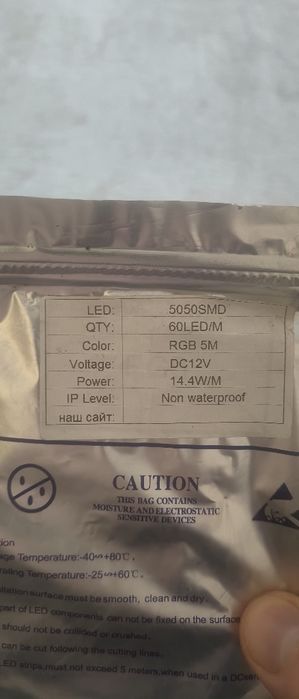 LED: 5050SMD
QTY: 60LED/M
Color: RGB 5M
Voltage: DC12V
Power: 14.4W/M
IP Level: Non waterproof
наш сайт:
CAUTION
THIS BAG CONTAINS
MOISTURE AND ELECTROSTATIC
SENSITIVE DEVICES
Temperature:-40∽+80℃,
Temperature:-25∽+60℃,
surface must be smooth, clean and dry,
part of LED components can not be fixed on the surface
should not be collided or crushed.
can be cut following the cutting lines.
LED strips must not exceed 5 meters, when used in a